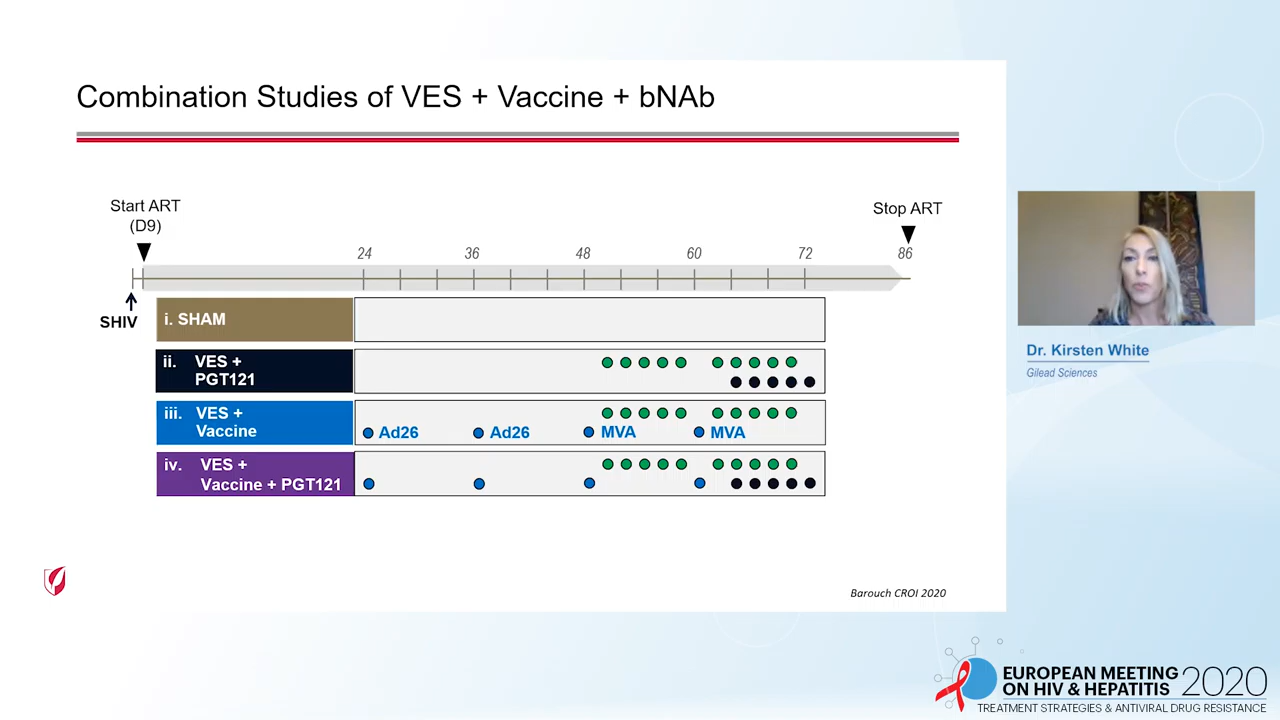 Combination Studies of VES + Vaccine + bNAb
Start ART
(D9)
Stop ART
24 36 48 60 72 86
SHIV
i. SHAM
ii. VES +
PGT121
iii. VES +
Vaccine
Ad26 Ad26 MVA MVA
iv. VES +
Vaccine + PGT121
Barouch CROI 2020
Dr. Kirsten White
Gilead Sciences
EUROPEAN MEETING
ON HIV & HEPATITIS 2020
TREATMENT STRATEGIES & ANTIVIRAL DRUG RESISTANCE